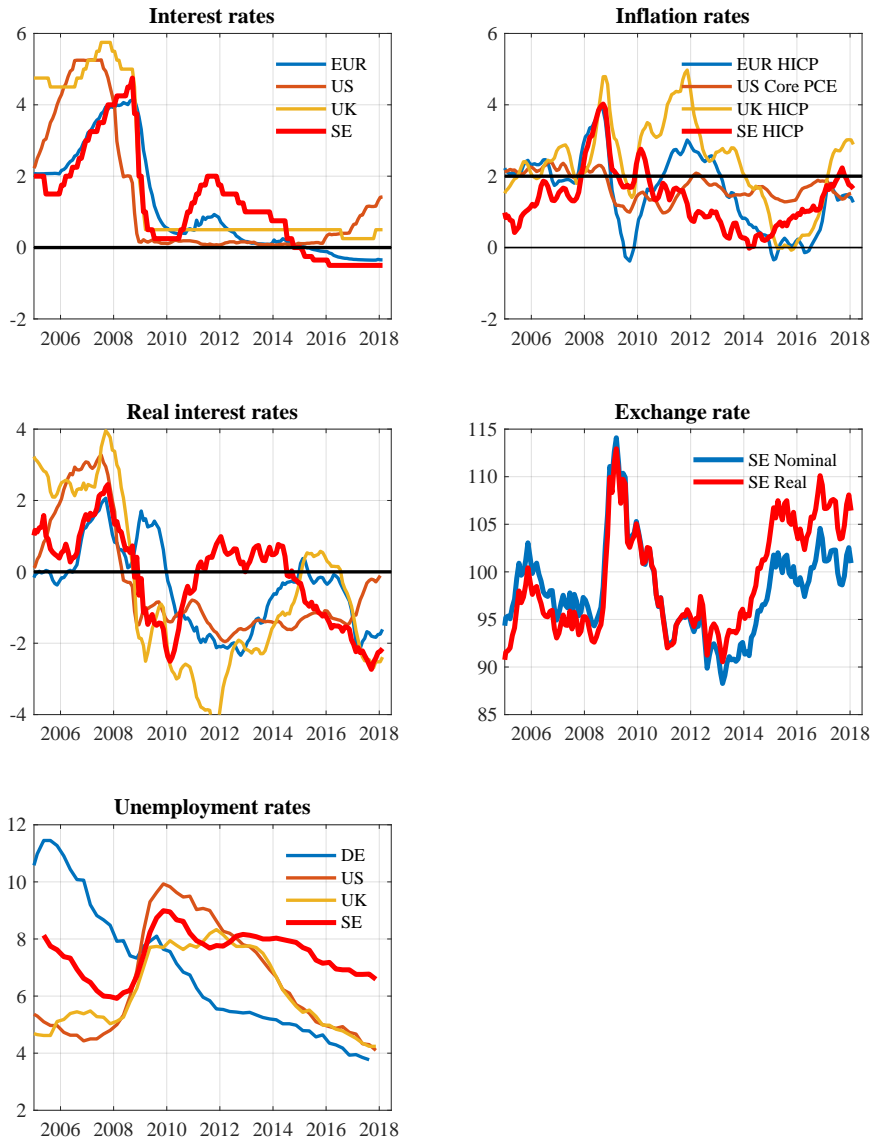 Interest rates
6
4
2
0
-2
EUR
US
UK
SE
2006 2008 2010 2012 2014 2016 2018
Inflation rates
6
4
2
0
-2
EUR HICP
US Core PCE
UK HICP
SE HICP
2006 2008 2010 2012 2014 2016 2018
Real interest rates
4
2
0
-2
-4
2006 2008 2010 2012 2014 2016 2018
Exchange rate
115
110
105
100
95
90
85
SE Nominal
SE Real
2006 2008 2010 2012 2014 2016 2018
Unemployment rates
12
10
8
6
4
2
DE
US
UK
SE
2006 2008 2010 2012 2014 2016 2018